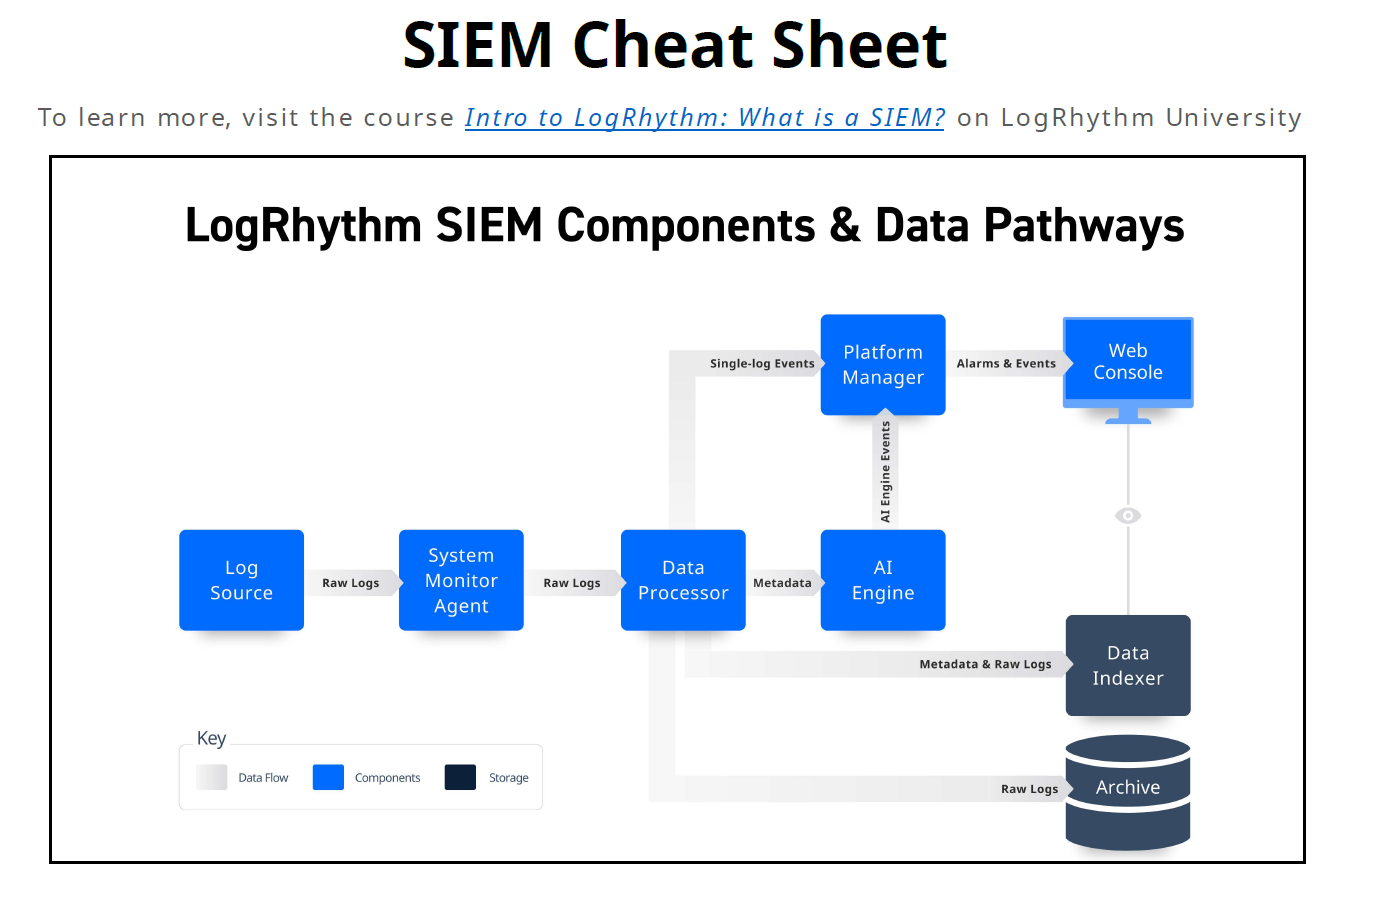 SIEM Cheat Sheet
To learn more, visit the course Intro to LogRhythm: What is a SIEM? on LogRhythm University
LogRhythm SIEM Components & Data Pathways
Single-log Events
Platform
Manager
Alarms & Events
Web
Console
AI Engine Events
Log
Source
Raw Logs
System
Monitor
Agent
Raw Logs
Data
Processor
Metadata
AI
Engine
Metadata & Raw Logs
Data
Indexer
Raw Logs
Archive
Key
Data Flow
Components
Storage